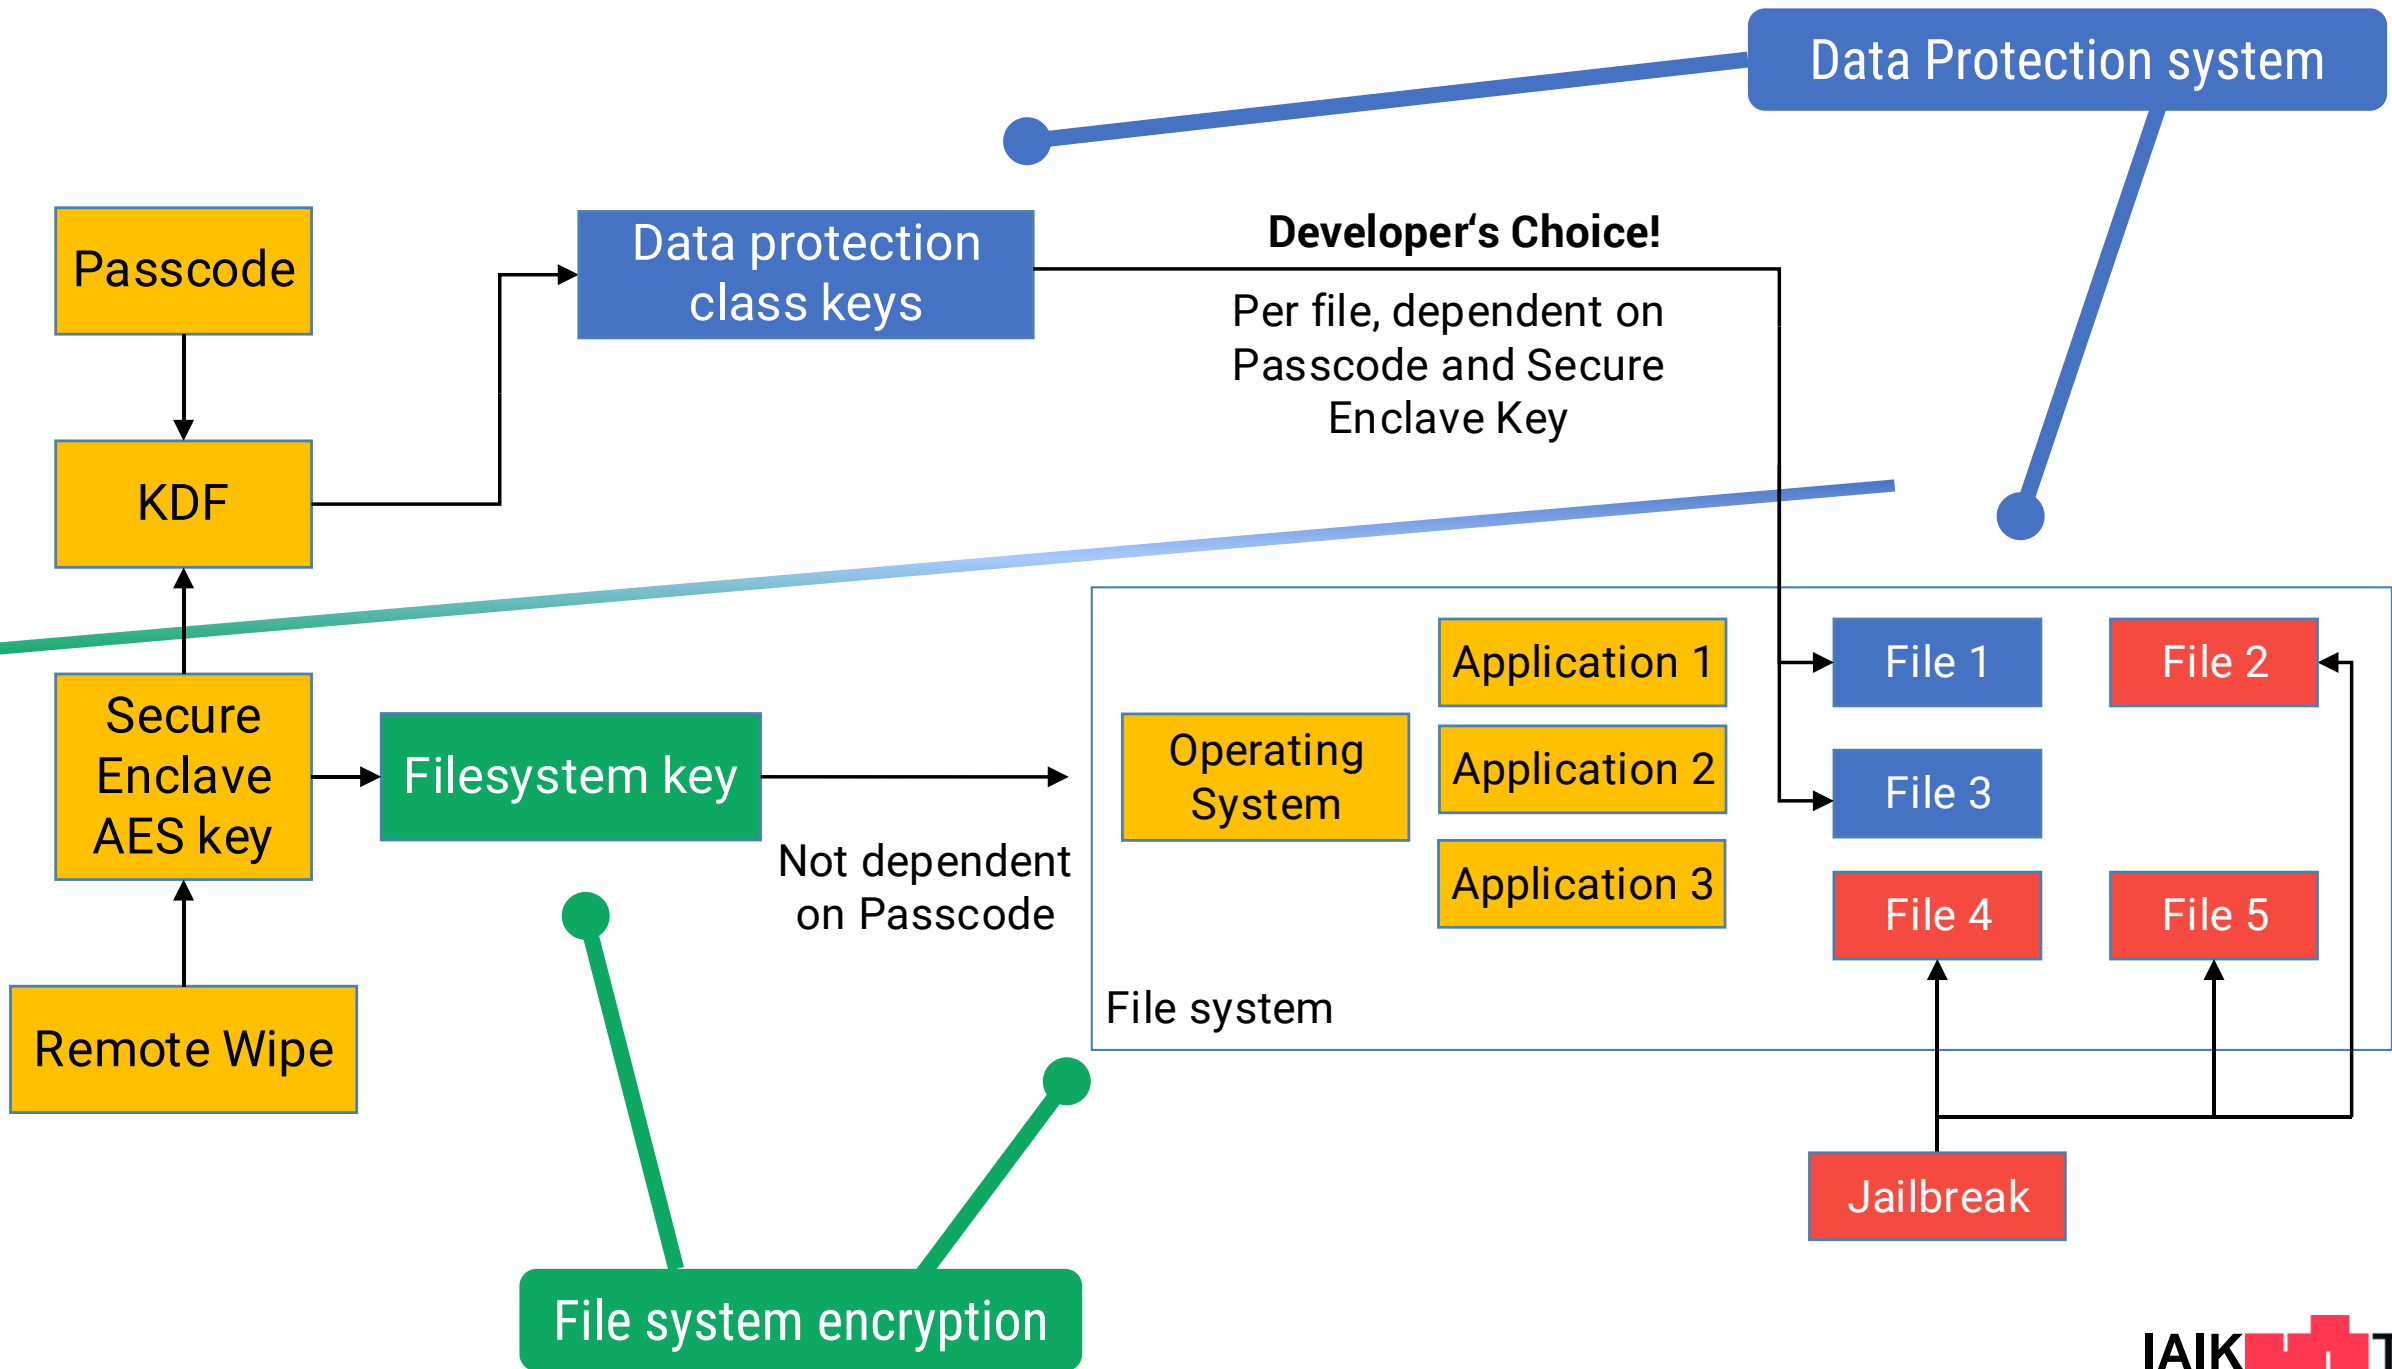 Data Protection system
Passcode
Data protection
class keys
Developer‘s Choice!
Per file, dependent on
Passcode and Secure
Enclave Key
KDF
Secure
Enclave
AES key
Filesystem key
Not dependent
on Passcode
Operating
System
Application 1
Application 2
Application 3
File 1
File 2
File 3
File 4
File 5
File system
Remote Wipe
Jailbreak
File system encryption
IAIK